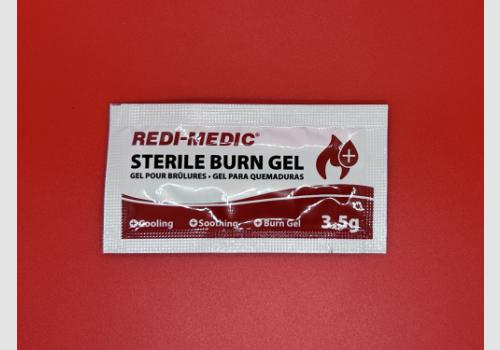 REDI-MEDIC®
STERILE BURN GEL
GEL POUR BRÛLURES • GEL PARA QUEMADURAS
Cooling Soothing Burn Gel 3.5g